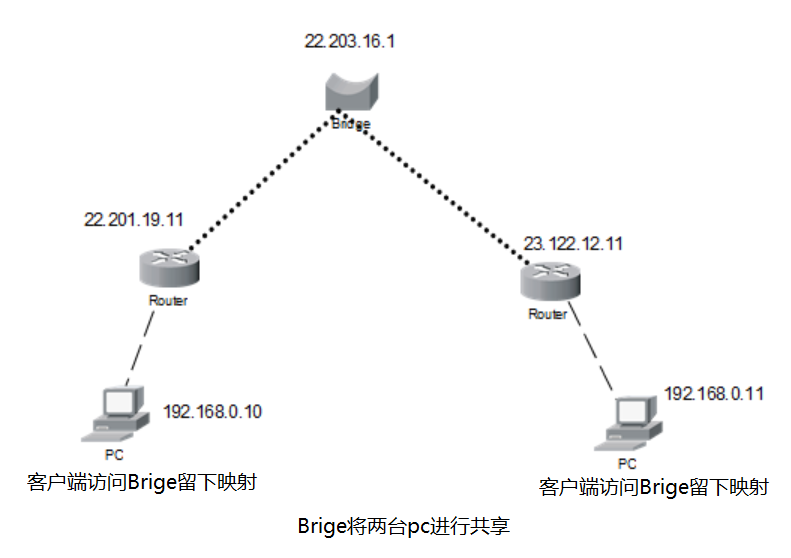 22.203.16.1
Bridge
22.201.19.11
23.122.12.11
Router
Router
192.168.0.10
192.168.0.11
PC
PC
客户端访问Brige留下映射
客户端访问Brige留下映射
Brige将两台pc进行共享